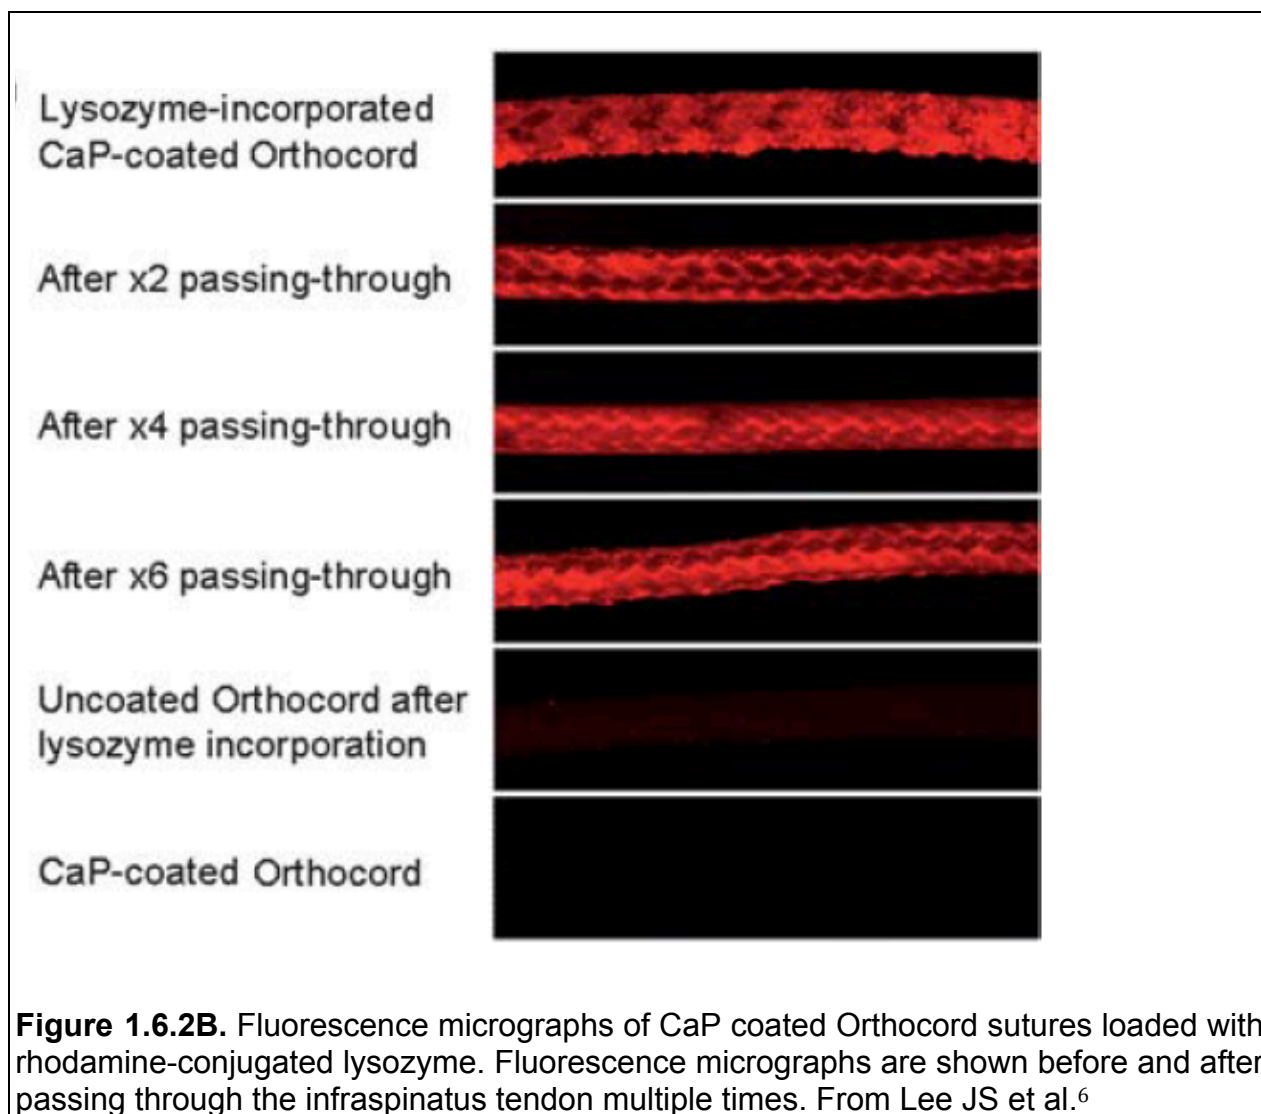 Lysozyme-incorporated
CaP-coated Orthocord
After x2 passing-through
After x4 passing-through
After x6 passing-through
Uncoated Orthocord after
lysozyme incorporation
CaP-coated Orthocord
Figure 1.6.2B. Fluorescence micrographs of CaP coated Orthocord sutures loaded with
rhodamine-conjugated lysozyme. Fluorescence micrographs are shown before and after
passing through the infraspinatus tendon multiple times. From Lee JS et al.⁶